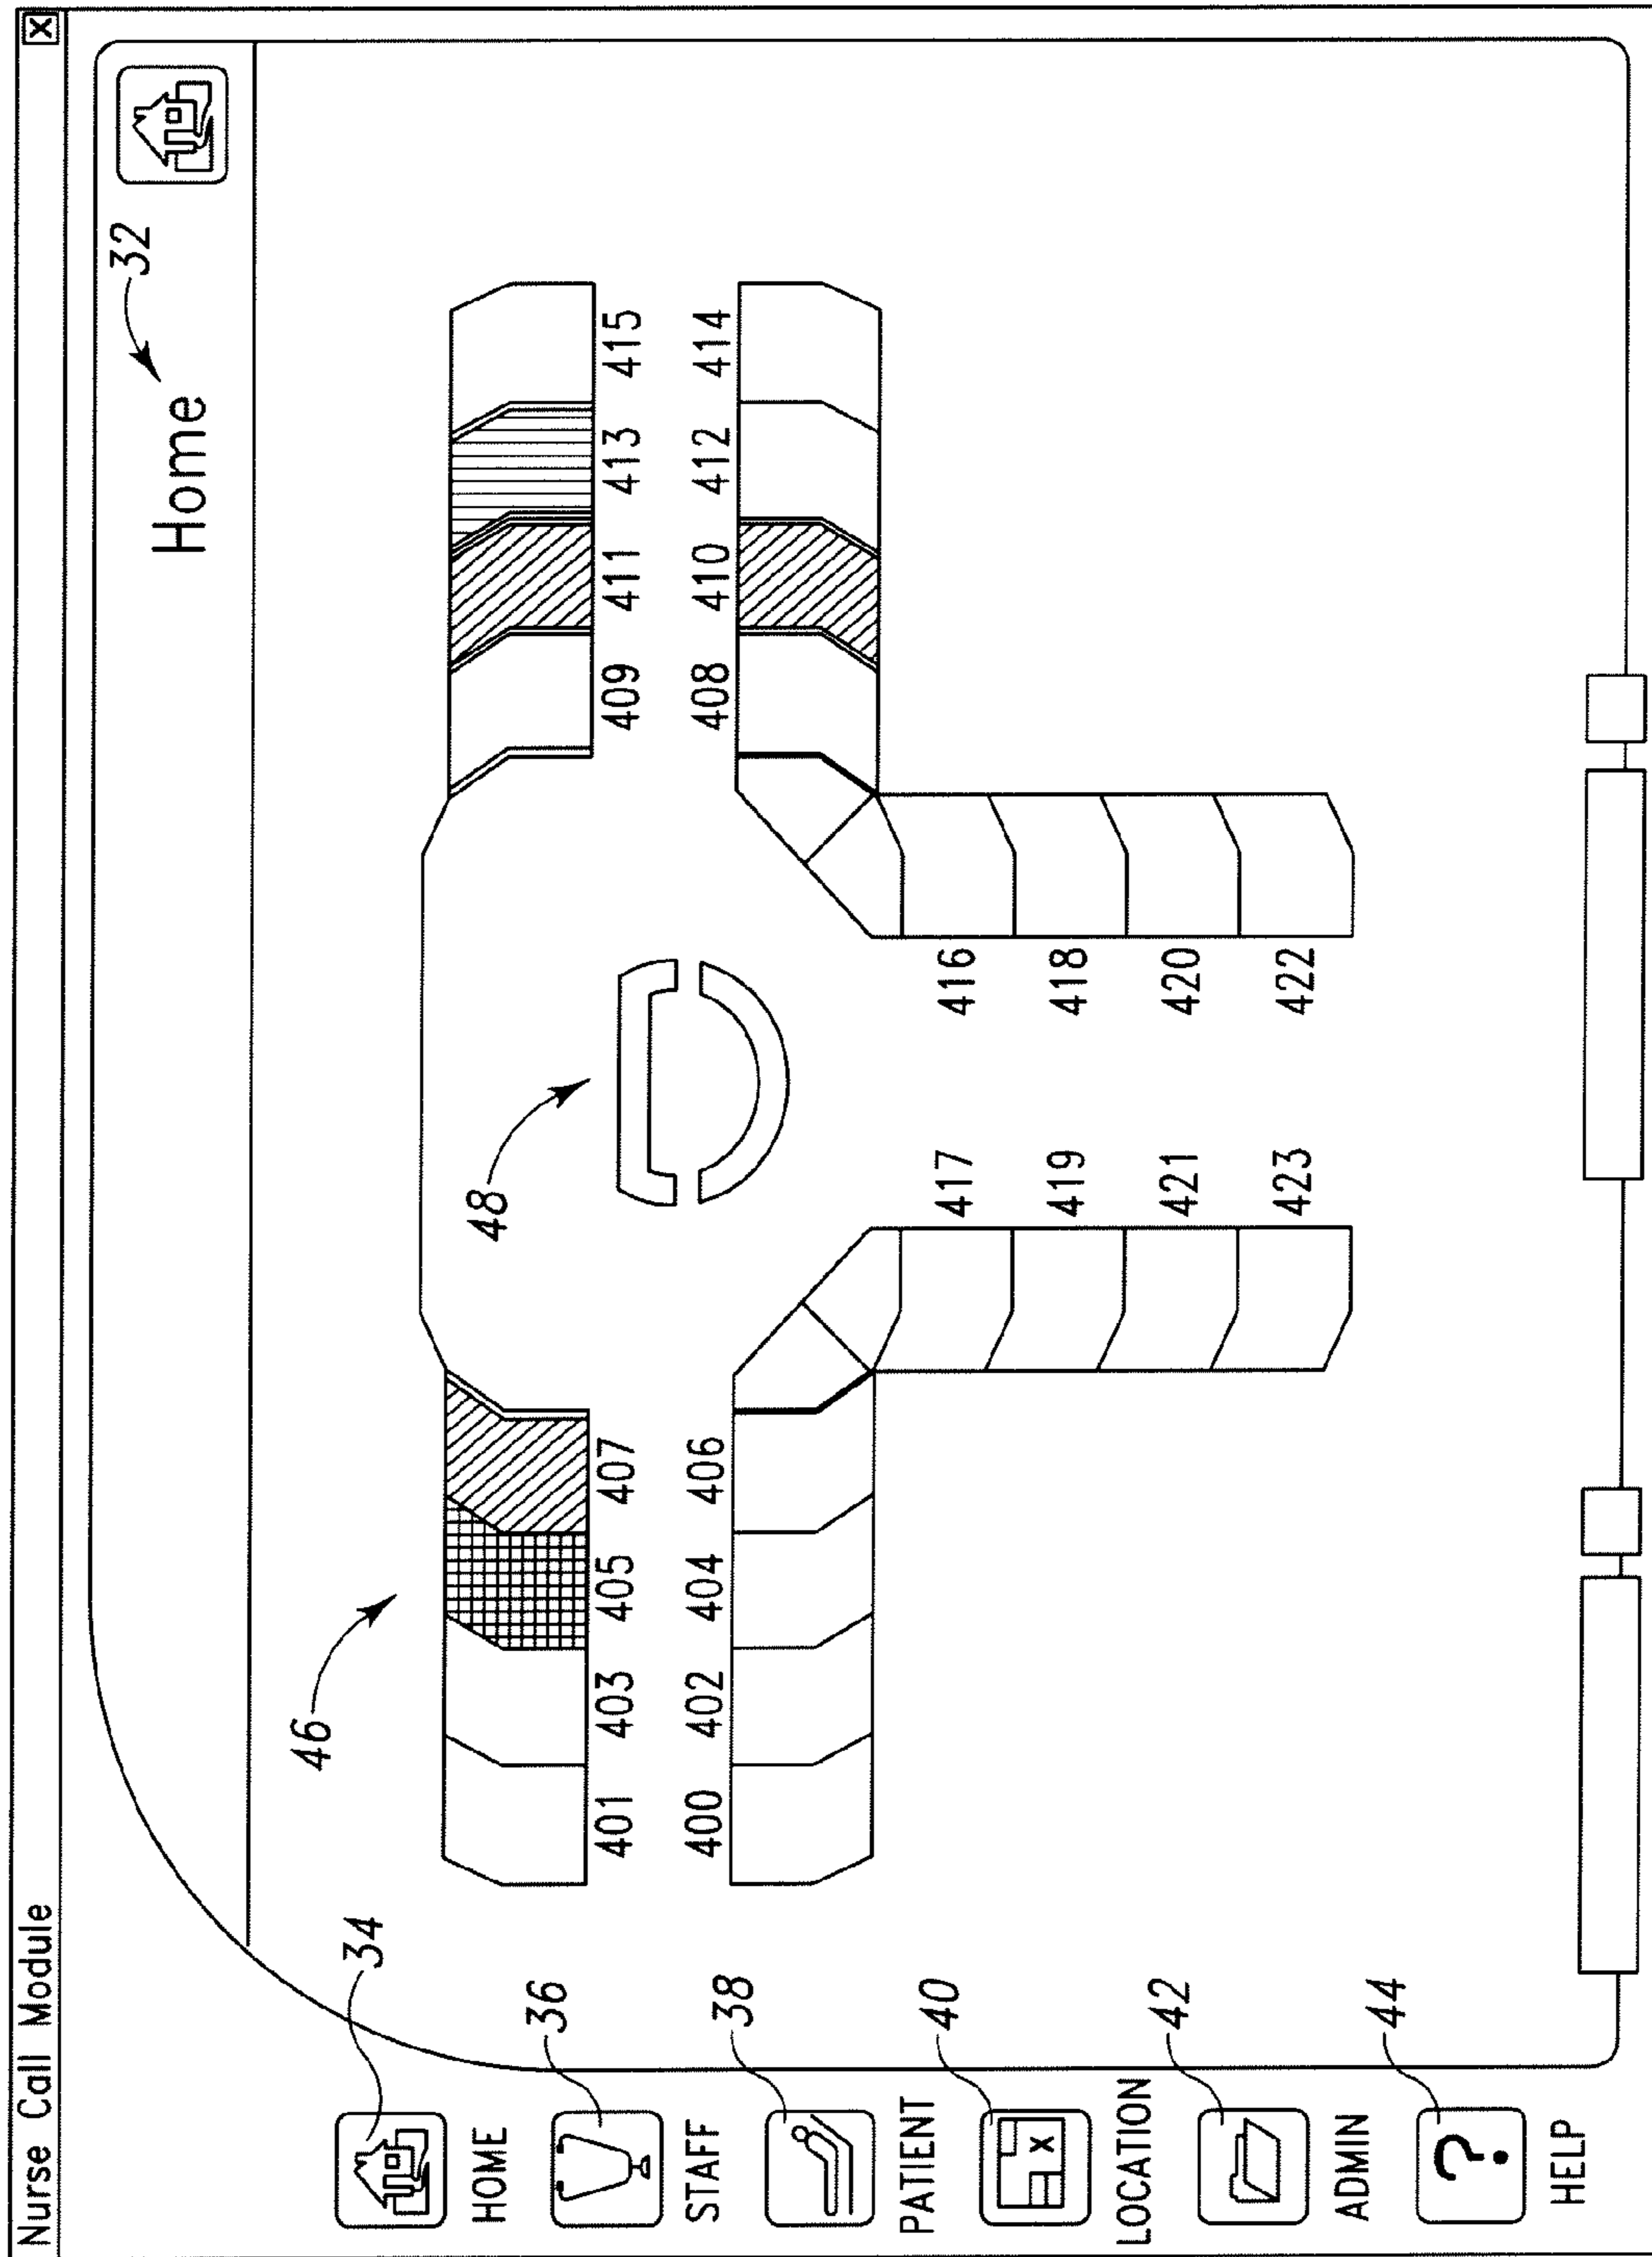 Nurse Call Module X
Home 32
34
HOME
36
STAFF
38
PATIENT
40
X
LOCATION
42
ADMIN
44
?
HELP
46
48
401 403 405 407 409 411 413 415
400 402 404 406 408 410 412 414
417 416
419 418
421 420
423 422